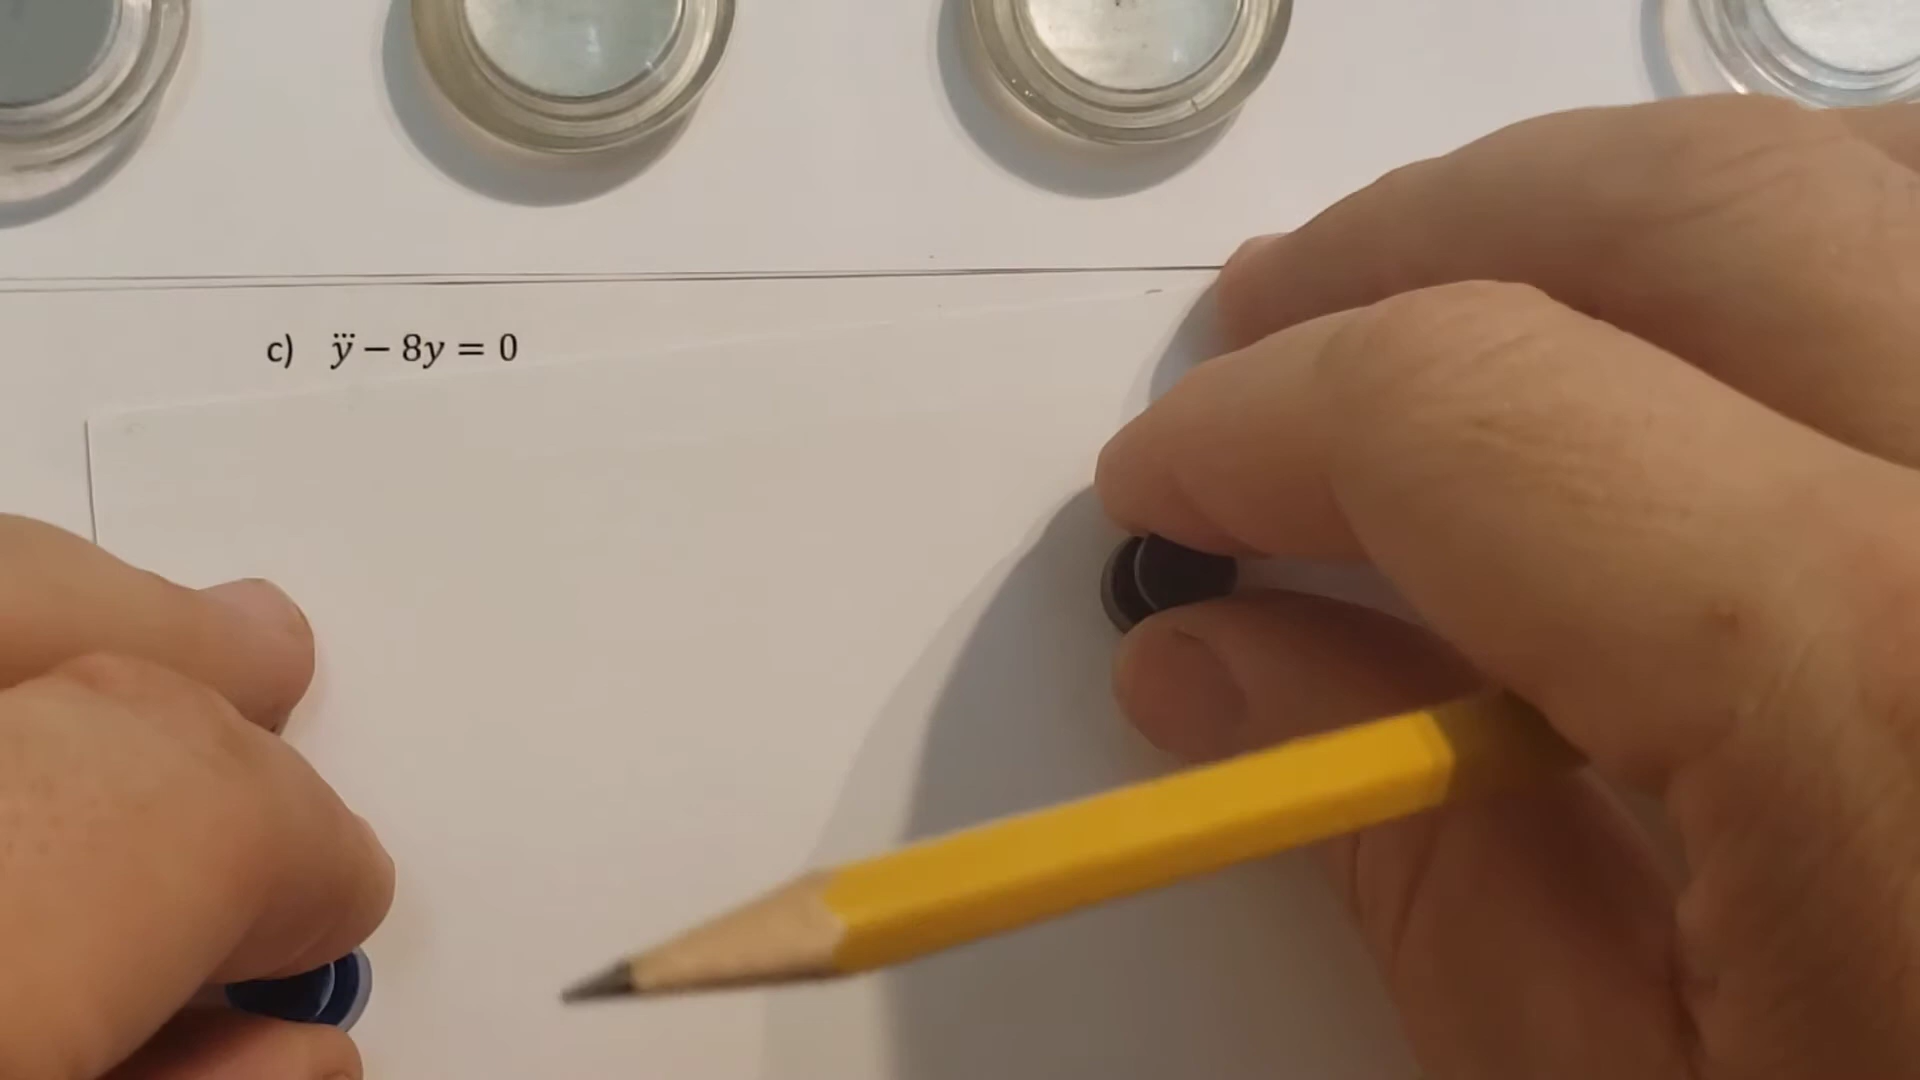 c) y⃛ − 8y = 0